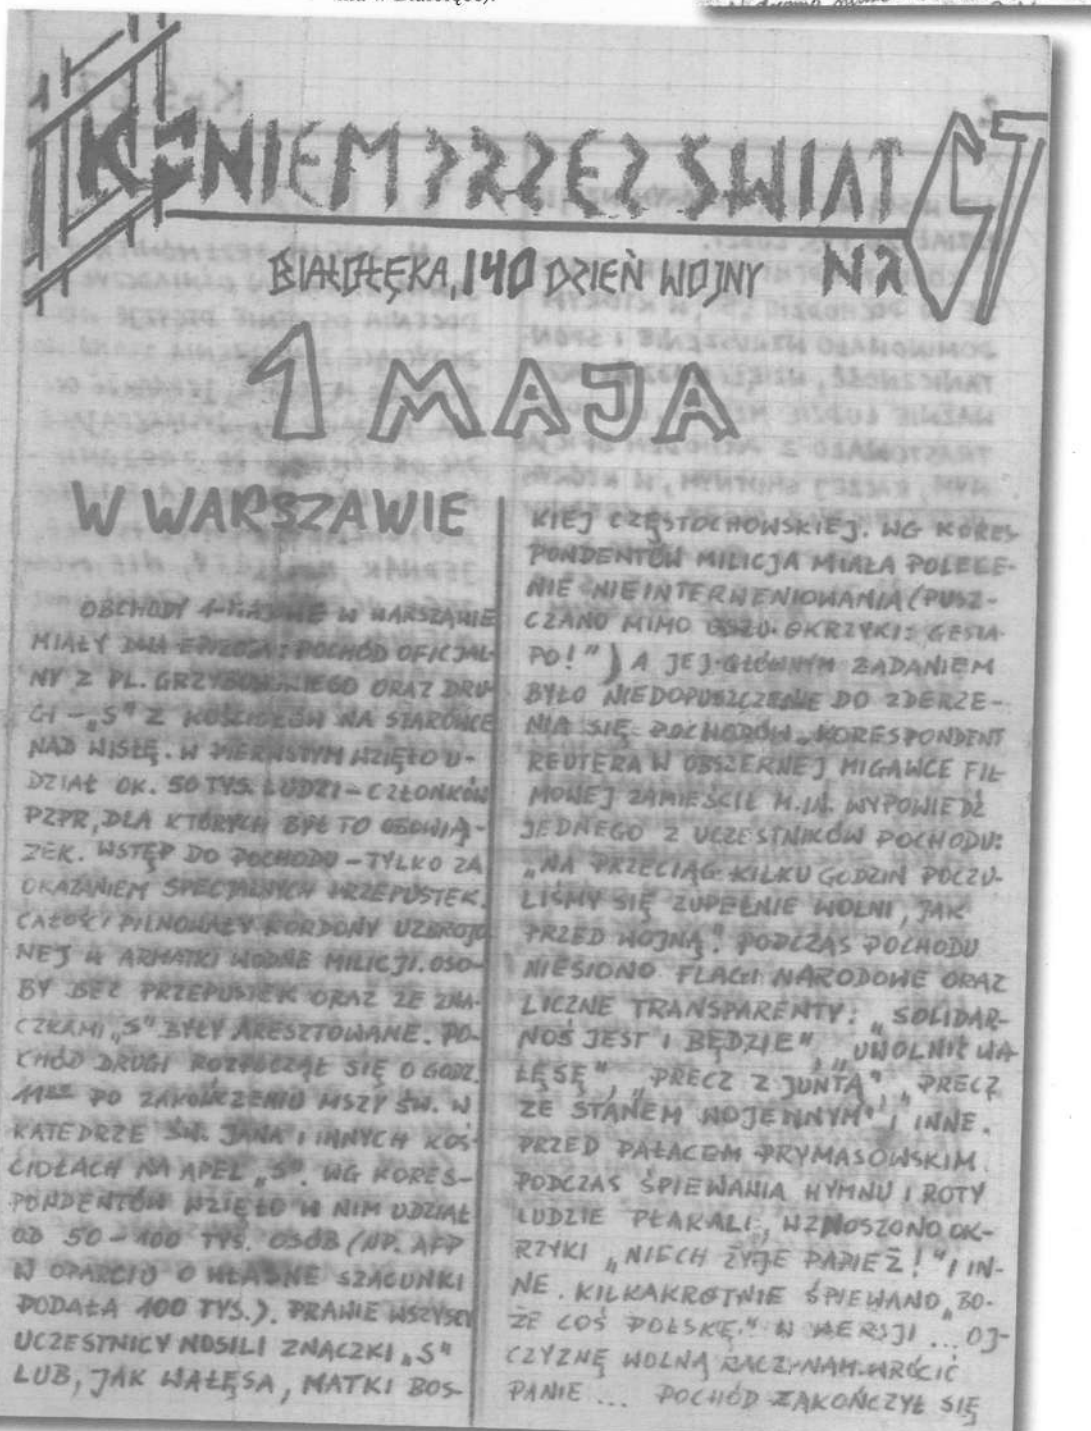 K=NIEM PRZEZ ŚWIAT
BIAŁOŁĘKA, 140 DZIEŃ WOJNY NR
1 MAJA
W WARSZAWIE
OBCHODY 1-MAJOWE W WARSZAWIE
MIAŁY DWA EPIZODY: POCHÓD OFICJAL-
NY Z PL. GRZYBOWSKIEGO ORAZ DRU-
GI - „S" Z KOŚCIOŁÓW NA STARÓWCE
NAD WISŁĘ. W PIERWSZYM WZIĘŁO U-
DZIAŁ OK. 50 TYS. LUDZI - CZŁONKÓW
PZPR, DLA KTÓRYCH BYŁ TO OBOWIĄ-
ZEK. WSTĘP DO POCHODU - TYLKO ZA
OKAZANIEM SPECJALNYCH PRZEPUSTEK.
CAŁOŚCI PILNOWAŁY KORDONY UZBROJO
NEJ W ARMATKI WODNE MILICJI. OSO-
BY BEZ PRZEPUSTEK ORAZ ZE ZNA-
CZKAMI „S" BYŁY ARESZTOWANE. PO-
CHÓD DRUGI ROZPOCZĄŁ SIĘ O GODZ.
PO ZAKOŃCZENIU MSZY ŚW. W
KATEDRZE ŚW. JANA I INNYCH KOŚ-
CIOŁACH NA APEL „S". WG KORES-
PONDENTÓW WZIĘŁO W NIM UDZIAŁ
OD 50 - 100 TYS. OSÓB (NP. AFP
W OPARCIU O WŁASNE SZACUNKI
PODAŁA 100 TYS.). PRAWIE WSZYSCY
UCZESTNICY NOSILI ZNACZKI „S"
LUB, JAK WAŁĘSA, MATKI BOS-
KIEJ CZĘSTOCHOWSKIEJ. WG KORES
PONDENTÓW MILICJA MIAŁA POLECE-
NIE NIEINTERWENIOWANIA (PUSZ-
CZANO MIMO OKRZYKI: GESTA-
PO!") A JEJ GŁÓWNYM ZADANIEM
BYŁO NIEDOPUSZCZENIE DO ZDERZE-
NIA SIĘ POCHODÓW. KORESPONDENT
REUTERA W OBSZERNEJ MIGAWCE FIL
MOWEJ ZAMIEŚCIŁ M.IN. WYPOWIEDŹ
JEDNEGO Z UCZESTNIKÓW POCHODU:
„NA PRZECIĄG KILKU GODZIN POCZU-
LIŚMY SIĘ ZUPEŁNIE WOLNI, JAK
PRZED WOJNĄ". PODCZAS POCHODU
NIESIONO FLAGI NARODOWE ORAZ
LICZNE TRANSPARENTY: „SOLIDAR-
NOŚ JEST I BĘDZIE", „UWOLNIĆ WA-
ŁĘSĘ", „PRECZ Z JUNTĄ", „PRECZ
ZE STANEM WOJENNYM" I INNE.
PRZED PAŁACEM PRYMASOWSKIM
PODCZAS ŚPIEWANIA HYMNU I ROTY
LUDZIE PŁAKALI, WZNOSZONO OK-
RZYKI „NIECH ŻYJE PAPIEŻ!" I IN-
NE. KILKAKROTNIE ŚPIEWANO „BO-
ŻE COŚ POLSKĘ" W WERSJI ... OJ-
CZYZNĘ WOLNĄ RACZ NAM WRÓCIĆ
PANIE ... POCHÓD ZAKOŃCZYŁ SIĘ